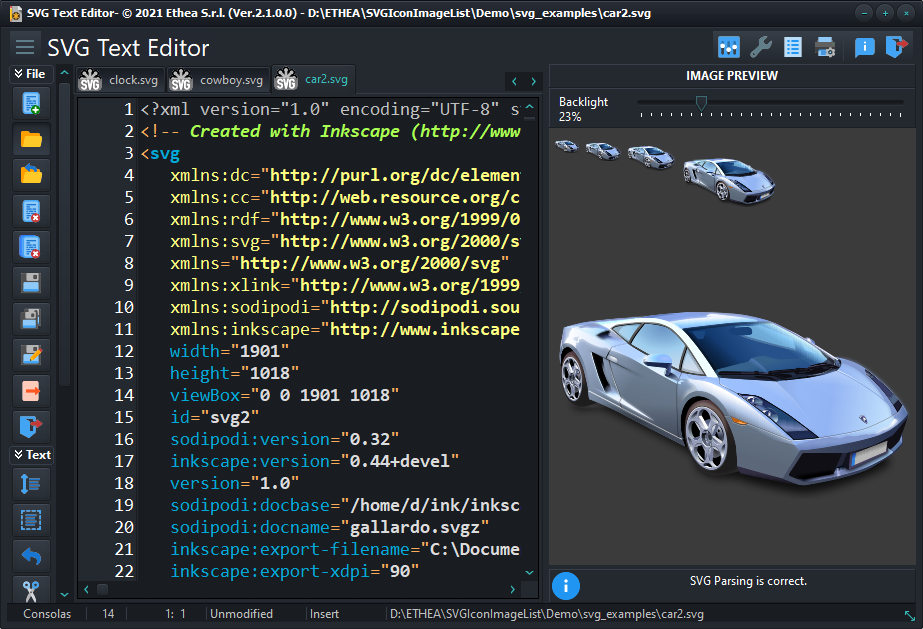 SVG Text Editor- © 2021 Ethea S.r.l. (Ver.2.1.0.0) - D:\ETHEA\SVGIconImageList\Demo\svg_examples\car2.svg
SVG Text Editor
File
SVG clock.svg SVG cowboy.svg SVG car2.svg
IMAGE PREVIEW
Backlight
23%
1 <?xml version="1.0" encoding="UTF-8" s
2 <!-- Created with Inkscape (http://www
3 <svg
4 xmlns:dc="http://purl.org/dc/elemen
5 xmlns:cc="http://web.resource.org/c
6 xmlns:rdf="http://www.w3.org/1999/0
7 xmlns:svg="http://www.w3.org/2000/s
8 xmlns="http://www.w3.org/2000/svg"
9 xmlns:xlink="http://www.w3.org/1999
10 xmlns:sodipodi="http://sodipodi.sou
11 xmlns:inkscape="http://www.inkscape
12 width="1901"
13 height="1018"
14 viewBox="0 0 1901 1018"
15 id="svg2"
16 sodipodi:version="0.32"
17 inkscape:version="0.44+devel"
18 version="1.0"
19 sodipodi:docbase="/home/d/ink/inksc
20 sodipodi:docname="gallardo.svgz"
21 inkscape:export-filename="C:\Docume
22 inkscape:export-xdpi="90"
Text
SVG Parsing is correct.
Consolas 14 1: 1 Unmodified Insert D:\ETHEA\SVGIconImageList\Demo\svg_examples\car2.svg